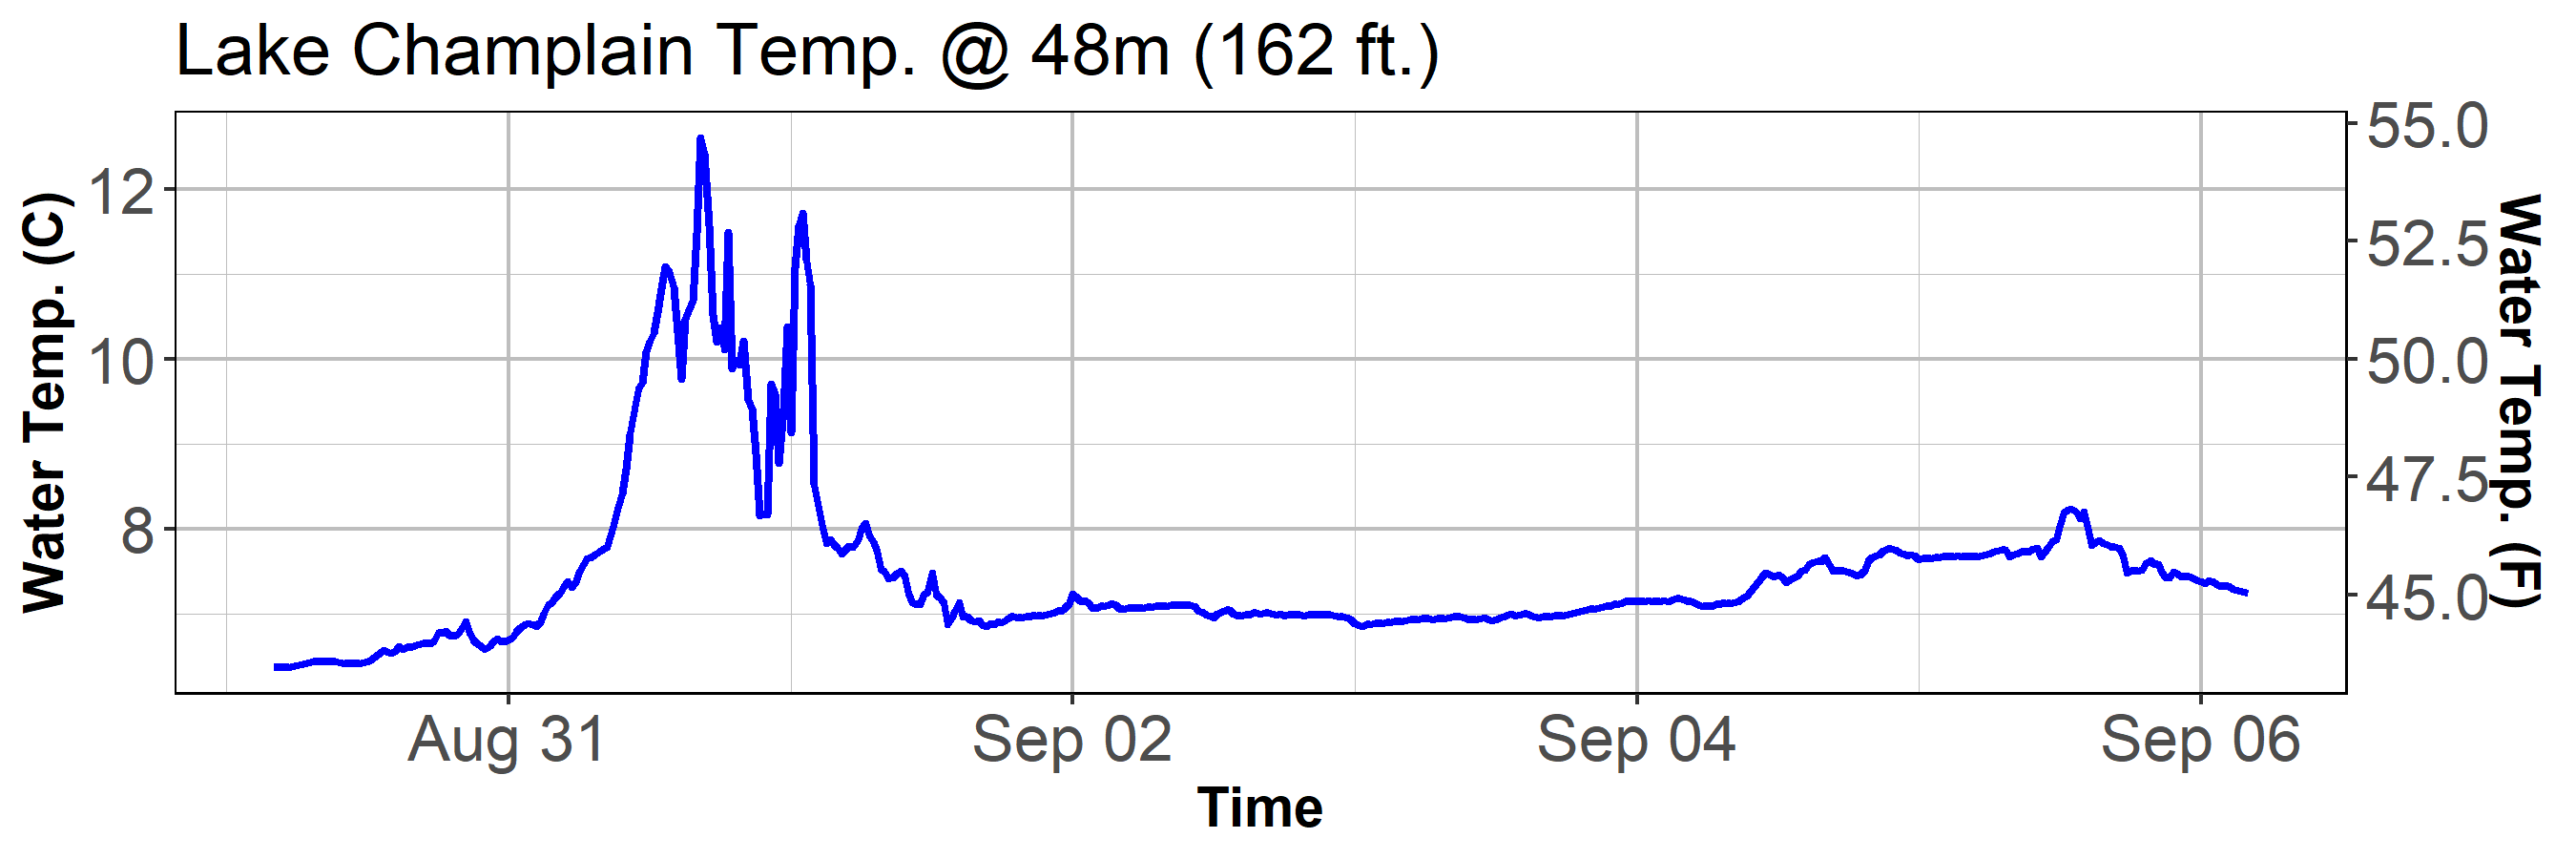 Lake Champlain Temp. @ 48m (162 ft.)
Water Temp. (C)
12
10
8
55.0
52.5
50.0
47.5
45.0
Water Temp. (F)
Aug 31
Sep 02
Sep 04
Sep 06
Time